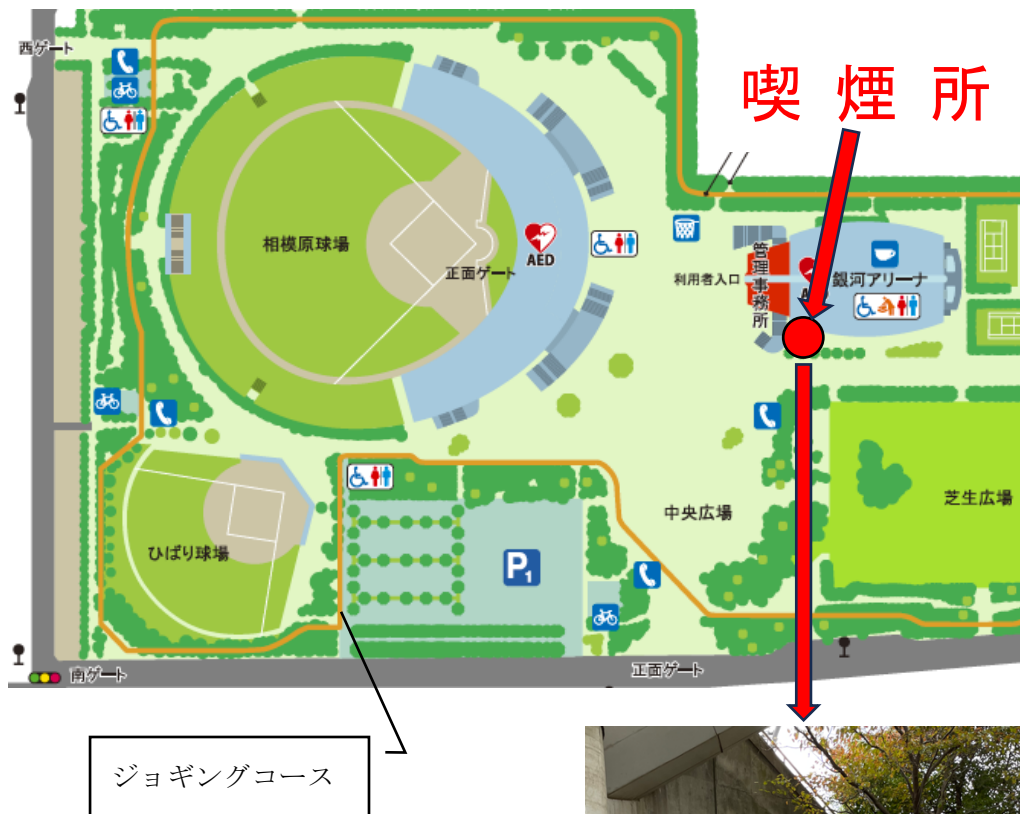 西ゲート
喫煙所
相模原球場
正面ゲート
AED
利用者入口
管理事務所
銀河アリーナ
中央広場
芝生広場
ひばり球場
P1
南ゲート
正面ゲート
ジョギングコース